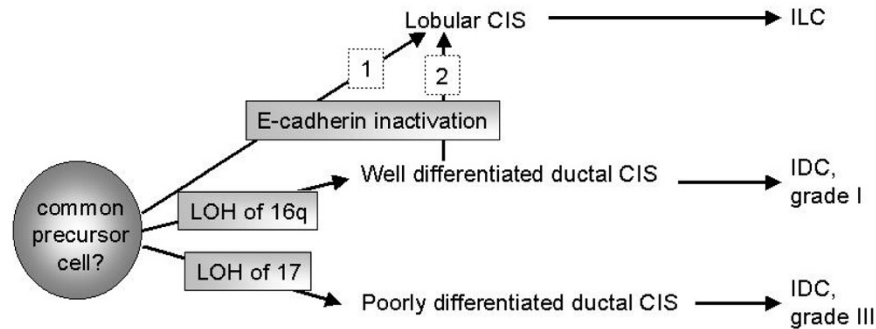 Lobular CIS
ILC
1
2
E-cadherin inactivation
Well differentiated ductal CIS
IDC,
grade I
common
precursor
cell?
LOH of 16q
LOH of 17
Poorly differentiated ductal CIS
IDC,
grade III